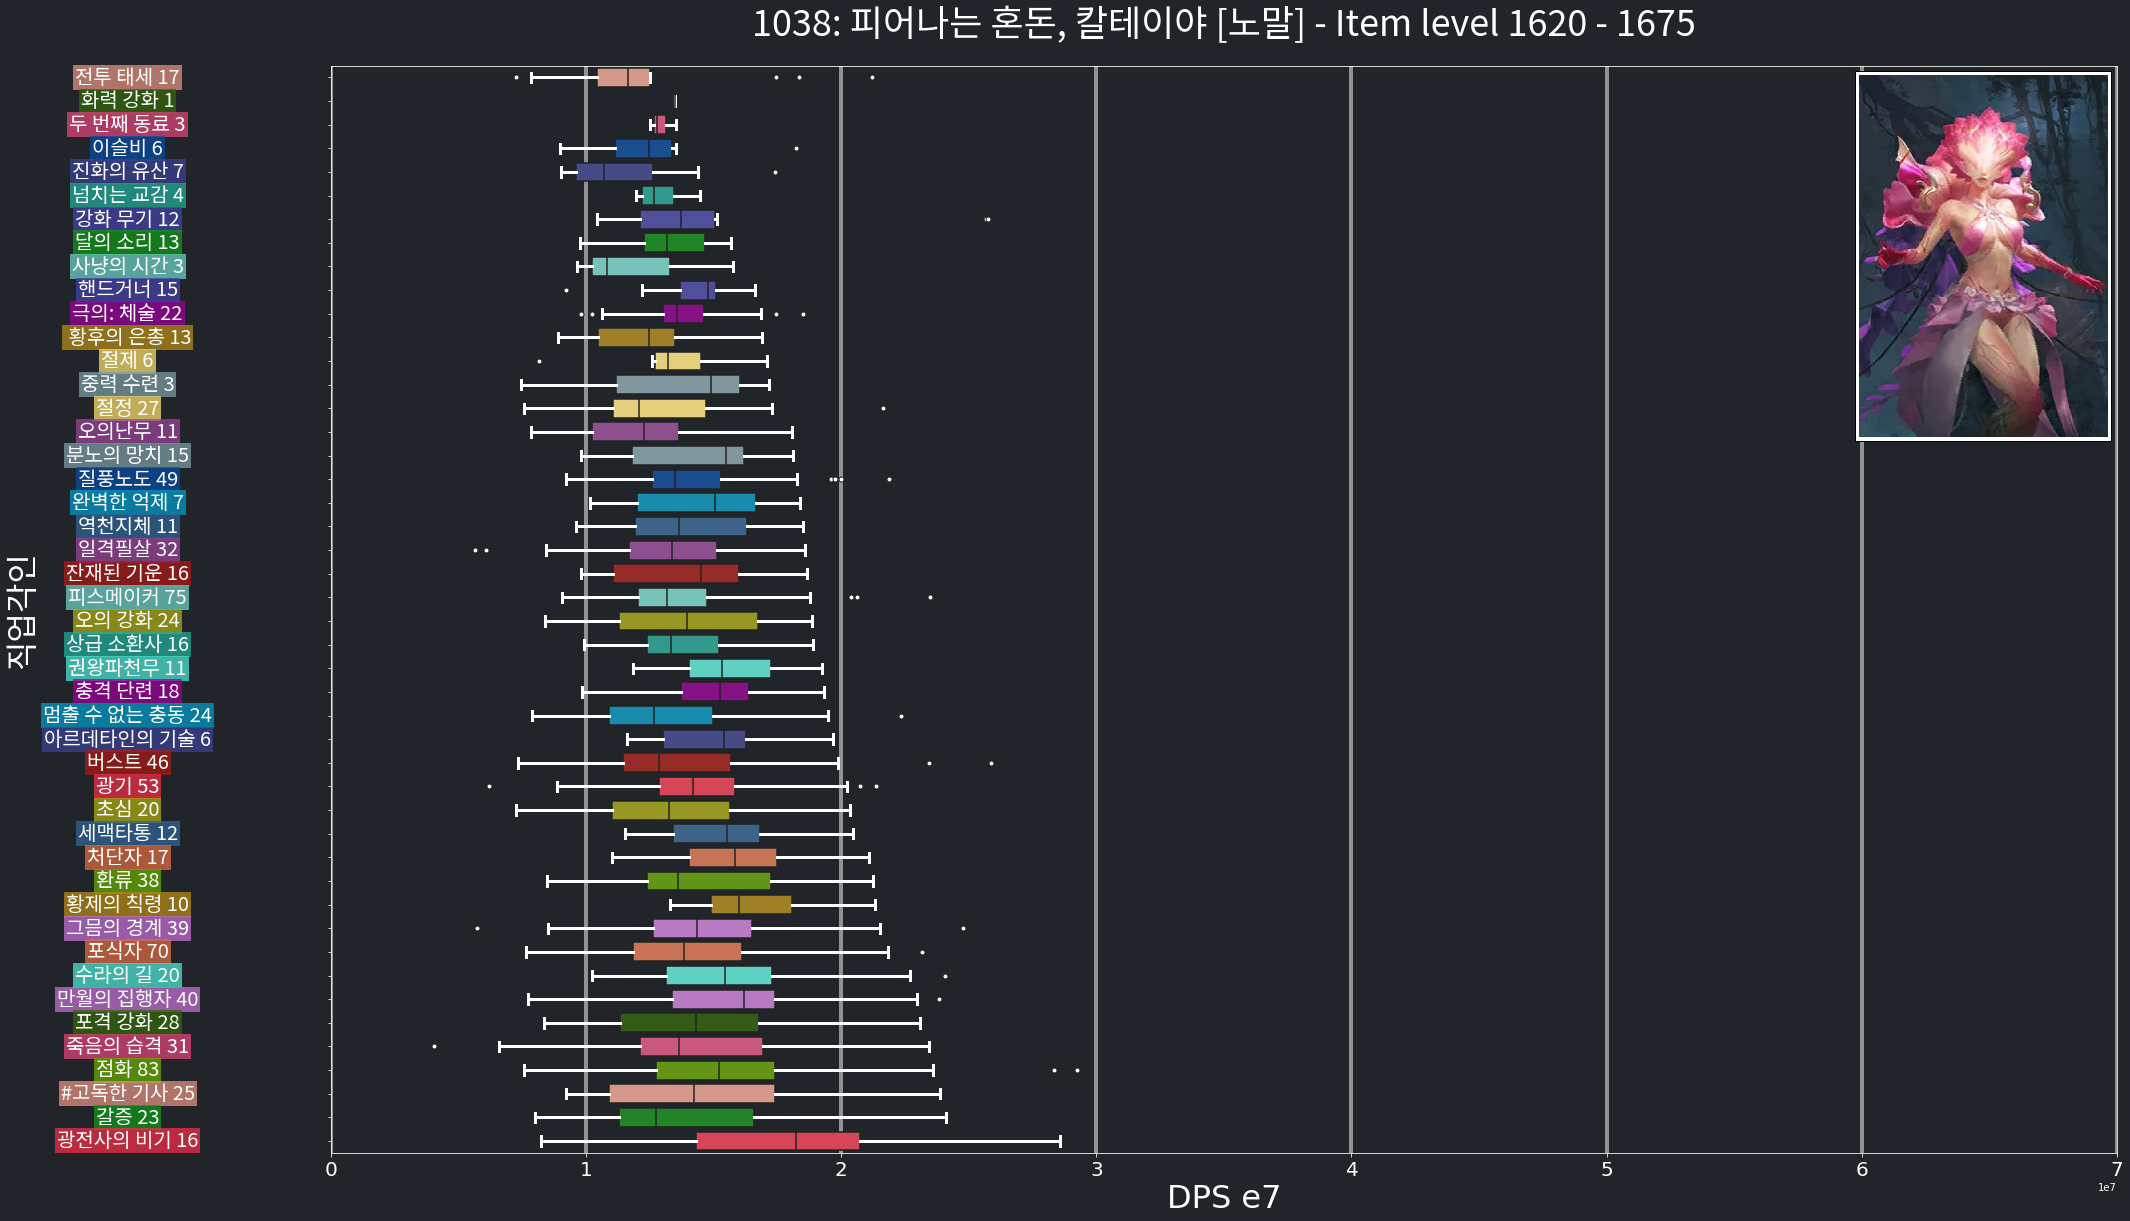 1038: 피어나는 혼돈, 칼테이야 [노말] - Item level 1620 - 1675
직업각인
전투 태세 17
화력 강화 1
두 번째 동료 3
이슬비 6
진화의 유산 7
넘치는 교감 4
강화 무기 12
달의 소리 13
사냥의 시간 3
핸드거너 15
극의: 체술 22
황후의 은총 13
절제 6
중력 수련 3
절정 27
오의난무 11
분노의 망치 15
질풍노도 49
완벽한 억제 7
역천지체 11
일격필살 32
잔재된 기운 16
피스메이커 75
오의 강화 24
상급 소환사 16
권왕파천무 11
충격 단련 18
멈출 수 없는 충동 24
아르데타인의 기술 6
버스트 46
광기 53
초심 20
세맥타통 12
처단자 17
환류 38
황제의 칙령 10
그믐의 경계 39
포식자 70
수라의 길 20
만월의 집행자 40
포격 강화 28
죽음의 습격 31
점화 83
#고독한 기사 25
갈증 23
광전사의 비기 16
0 1 2 3 4 5 6 7
1e7
DPS e7